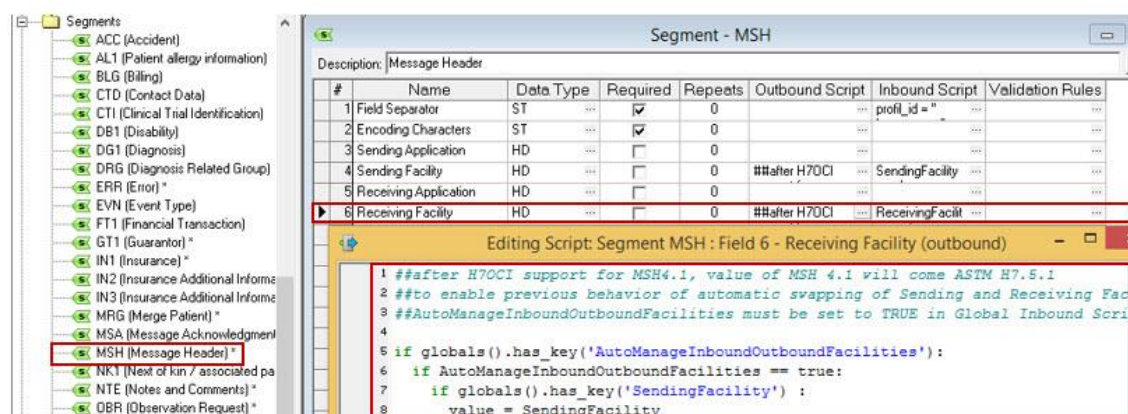 Segments
ACC (Accident)
AL1 (Patient allergy information)
BLG (Billing)
CTD (Contact Data)
CTI (Clinical Trial Identification)
DB1 (Disability)
DG1 (Diagnosis)
DRG (Diagnosis Related Group)
ERR (Error) *
EVN (Event Type)
FT1 (Financial Transaction)
GT1 (Guarantor) *
IN1 (Insurance) *
IN2 (Insurance Additional Informa
IN3 (Insurance Additional Informa
MRG (Merge Patient) *
MSA (Message Acknowledgment
MSH (Message Header) *
NK1 (Next of kin / associated pa
NTE (Notes and Comments) *
OBR (Observation Request) *
Segment - MSH
Description: Message Header
# Name Data Type Required Repeats Outbound Script Inbound Script Validation Rules
1 Field Separator ST ... 0 ... profil_id = " ... ...
2 Encoding Characters ST ... 0 ... ... ...
3 Sending Application HD ... 0 ... ... ...
4 Sending Facility HD ... 0 ##after H7OCI ... SendingFacility ... ...
5 Receiving Application HD ... 0 ... ... ...
6 Receiving Facility HD ... 0 ##after H7OCI ... ReceivingFacilit ... ...
Editing Script: Segment MSH : Field 6 - Receiving Facility (outbound)
1 ##after H7OCI support for MSH4.1, value of MSH 4.1 will come ASTM H7.5.1
2 ##to enable previous behavior of automatic swapping of Sending and Receiving Fac
3 ##AutoManageInboundOutboundFacilities must be set to TRUE in Global Inbound Scri
4
5 if globals().has_key('AutoManageInboundOutboundFacilities'):
6 if AutoManageInboundOutboundFacilities == true:
7 if globals().has_key('SendingFacility') :
8 value = SendingFacility